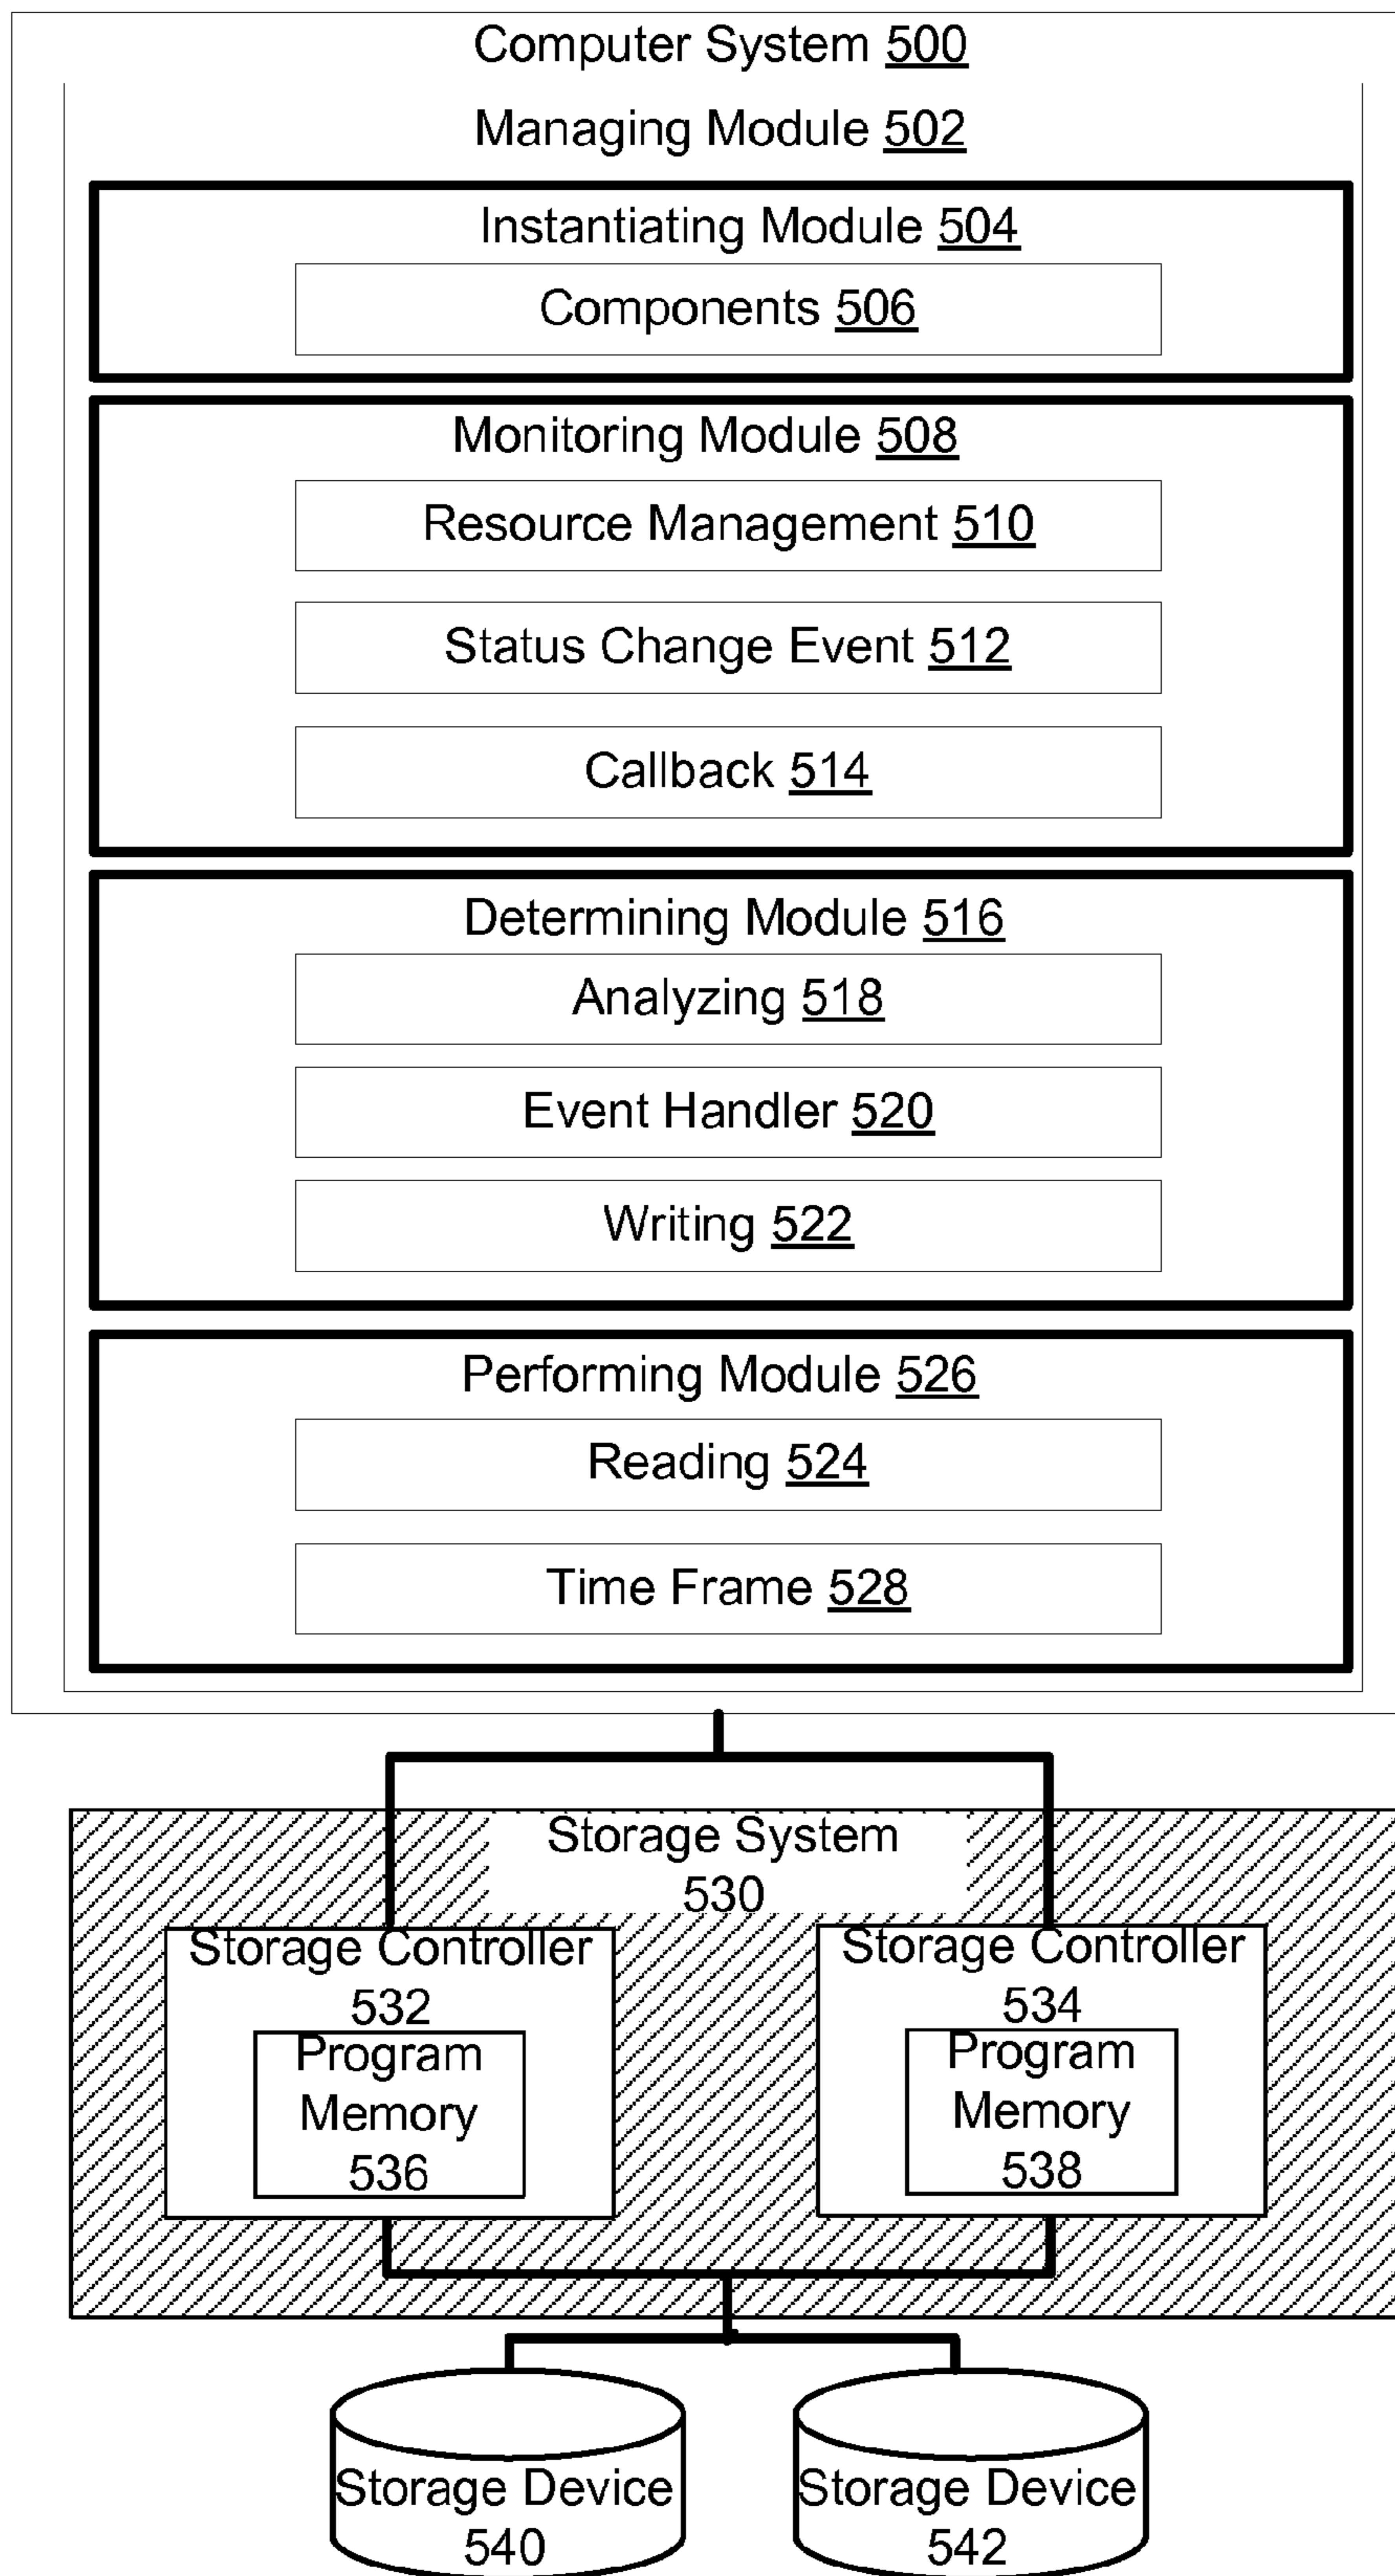 Computer System 500
Managing Module 502
Instantiating Module 504
Components 506
Monitoring Module 508
Resource Management 510
Status Change Event 512
Callback 514
Determining Module 516
Analyzing 518
Event Handler 520
Writing 522
Performing Module 526
Reading 524
Time Frame 528
Storage System
530
Storage Controller
532
Program
Memory
536
Storage Controller
534
Program
Memory
538
Storage Device
540
Storage Device
542